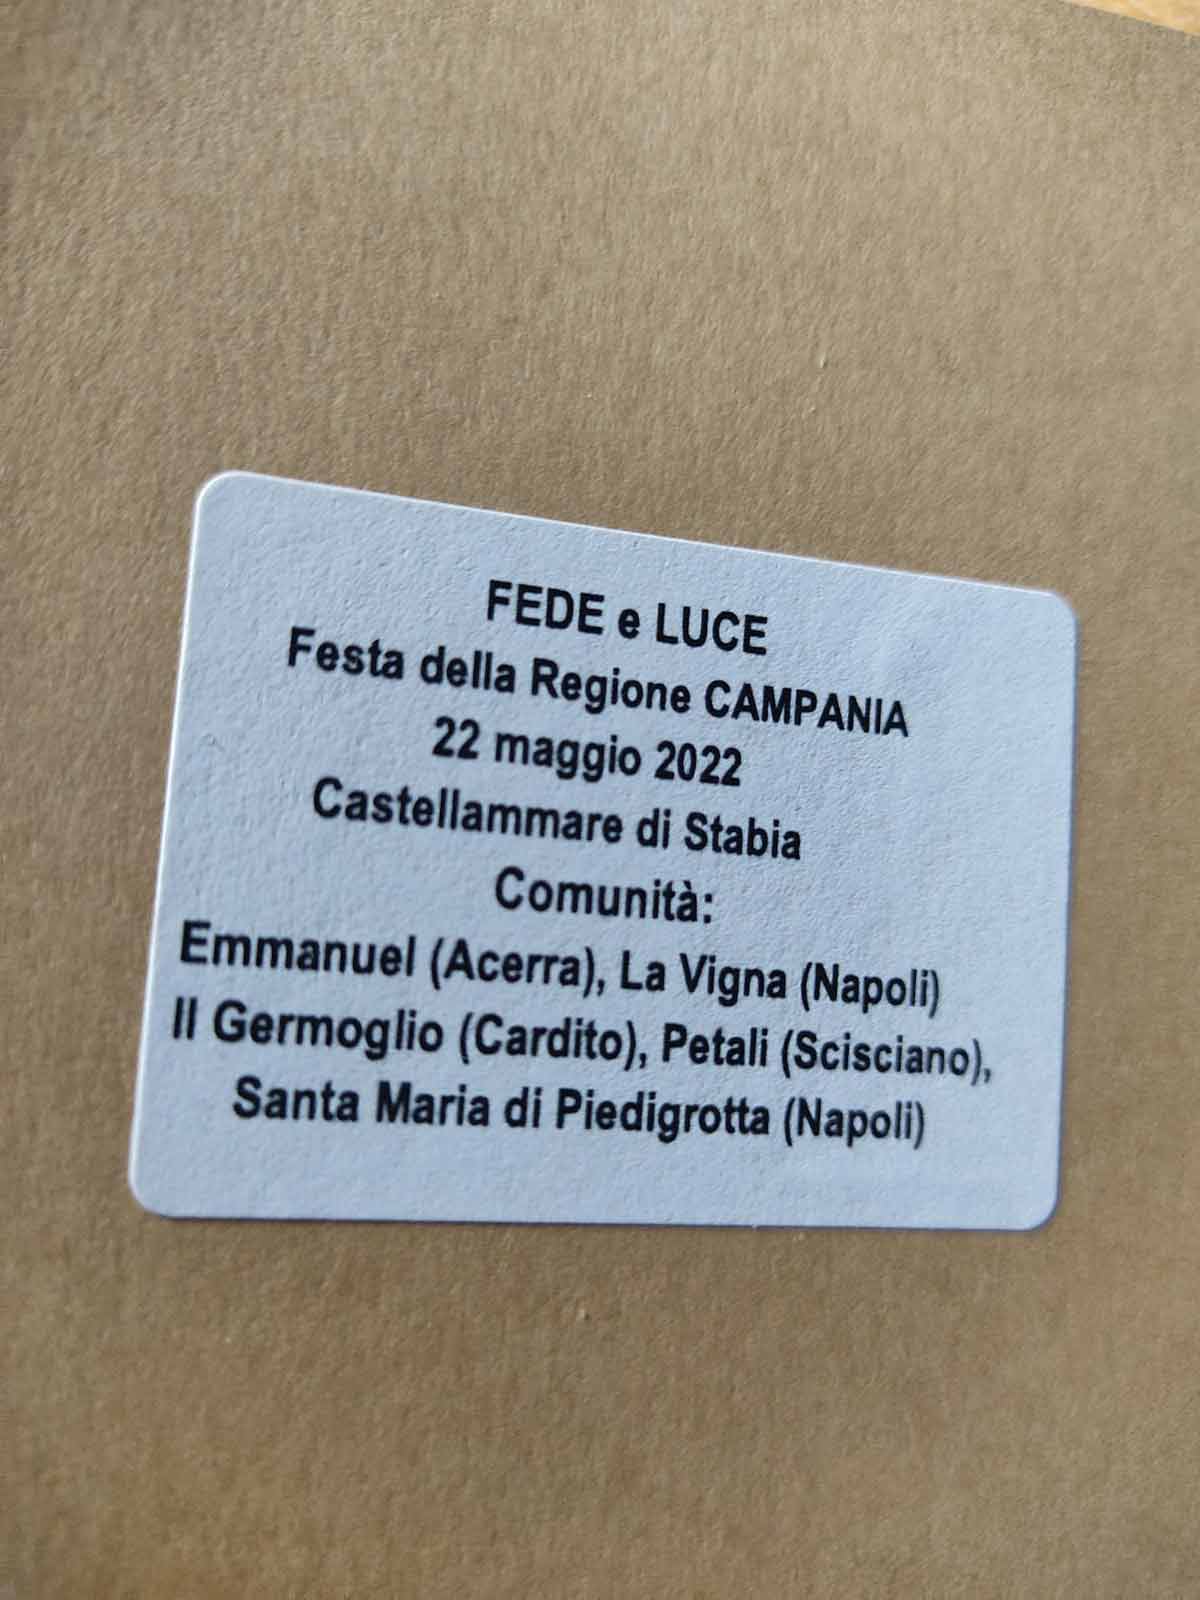 FEDE e LUCE
Festa della Regione CAMPANIA
22 maggio 2022
Castellammare di Stabia
Comunità:
Emmanuel (Acerra), La Vigna (Napoli)
Il Germoglio (Cardito), Petali (Scisciano),
Santa Maria di Piedigrotta (Napoli)